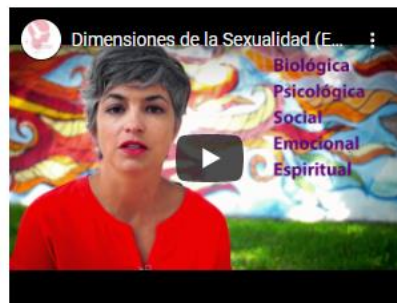 Dimensiones de la Sexualidad (E...
Biológica
Psicológica
Social
Emocional
Espiritual